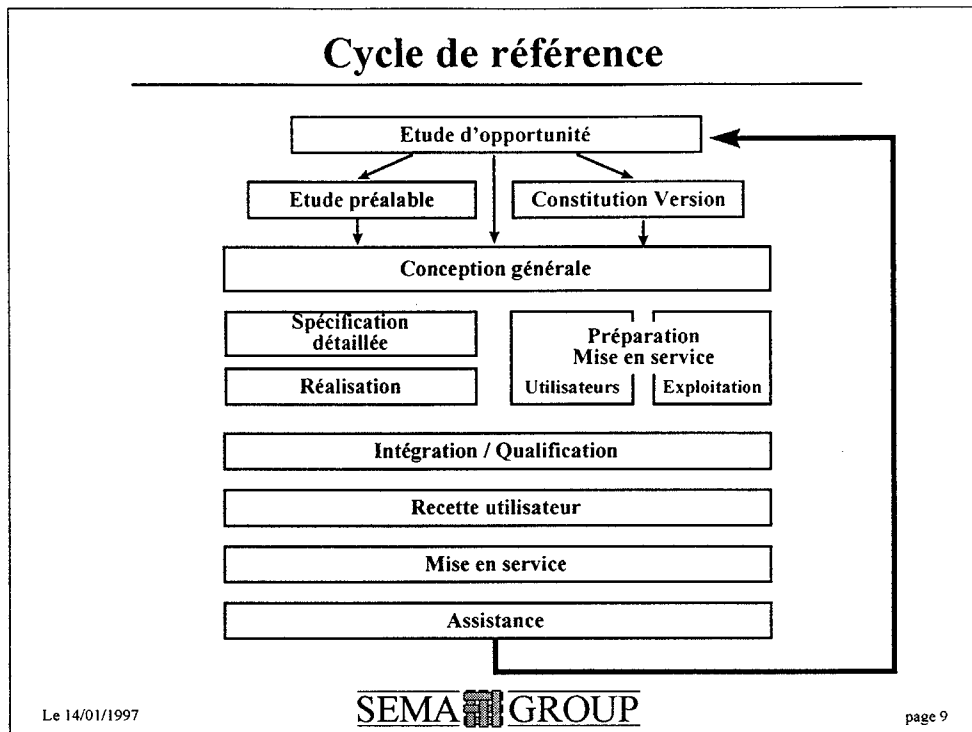 Cycle de référence
Etude d'opportunité
Etude préalable
Constitution Version
Conception générale
Spécification
détaillée
Préparation
Mise en service
Réalisation
Utilisateurs
Exploitation
Intégration / Qualification
Recette utilisateur
Mise en service
Assistance
Le 14/01/1997
SEMA GROUP
page 9